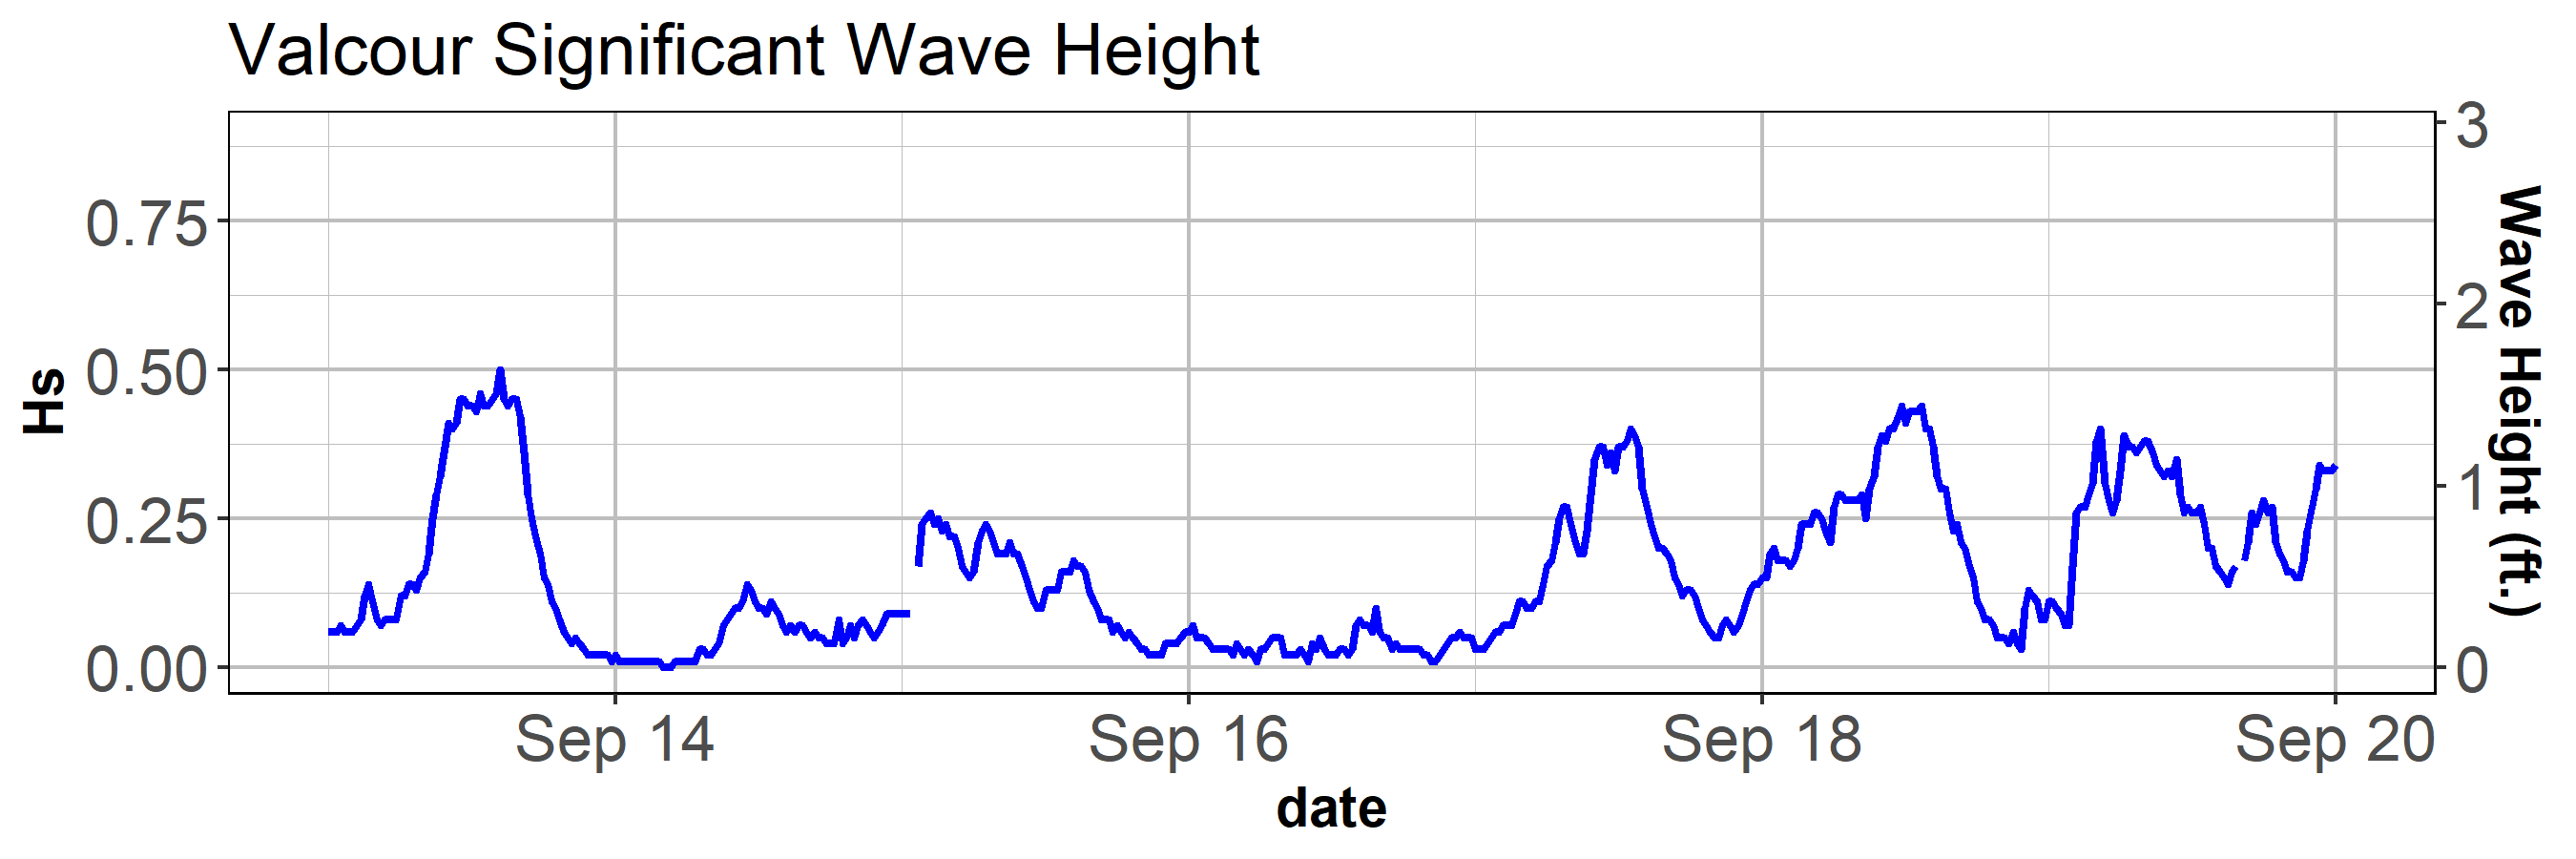 Valcour Significant Wave Height
Hs
0.75
0.50
0.25
0.00
3
2
1
0
Wave Height (ft.)
Sep 14
Sep 16
Sep 18
Sep 20
date